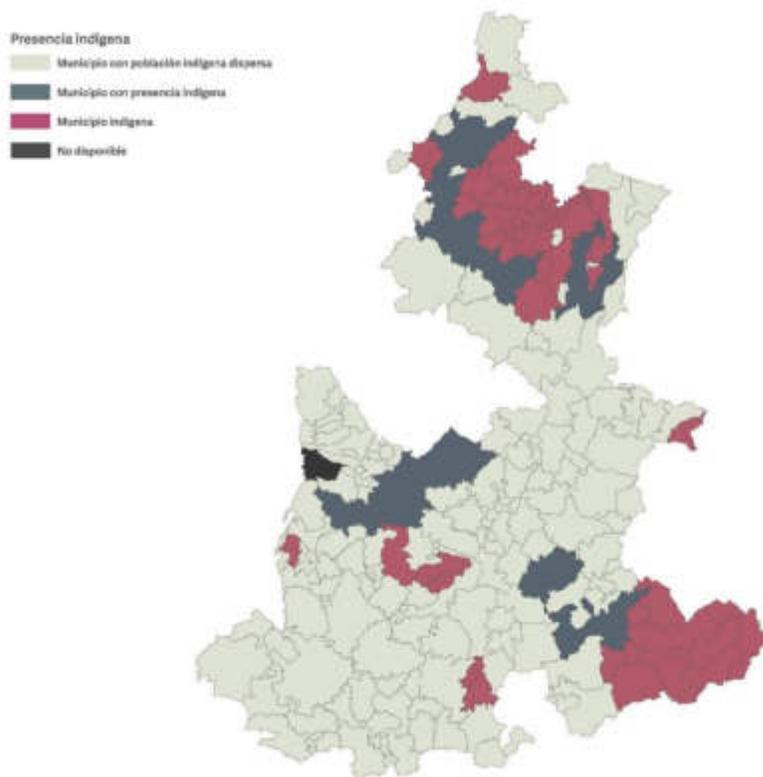 Presencia indígena
Municipio con población indígena dispersa
Municipio con presencia indígena
Municipio indígena
No disponible